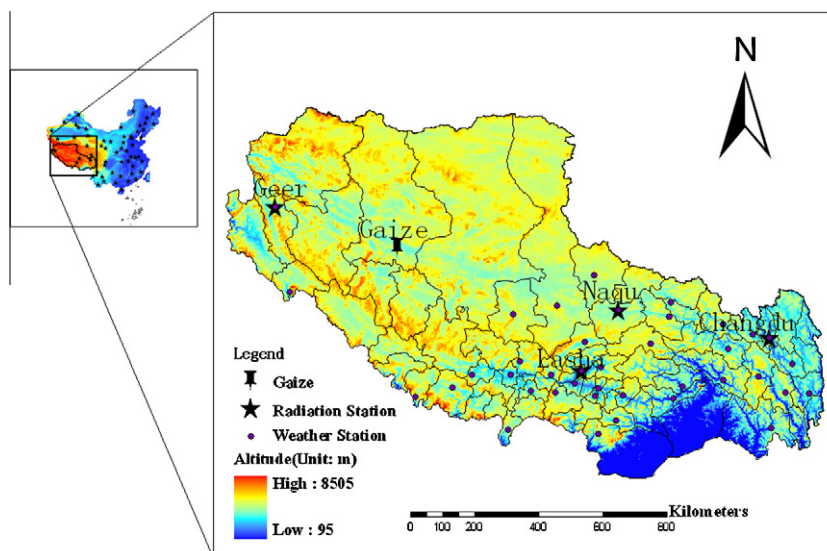 N
Geer
Gaize
Naqu
Changdu
Lasha
Legend
Gaize
Radiation Station
Weather Station
Altitude(Unit: m)
High : 8505
Low : 95
Kilometers
0 100 200 400 600 800